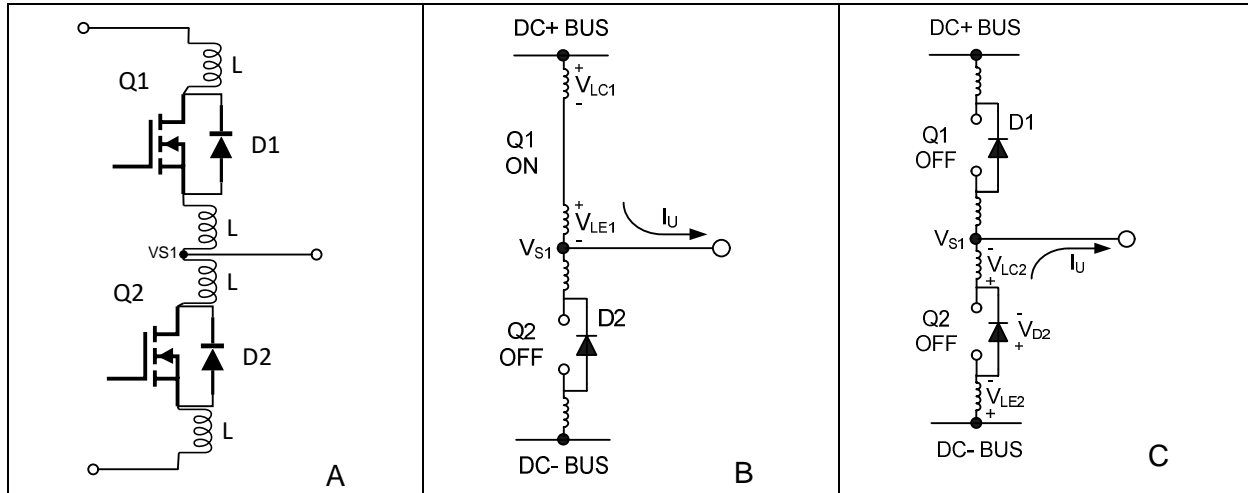 L
Q1
D1
L
VS1
L
Q2
D2
L
A
DC+ BUS
VLC1
+
-
Q1
ON
VLE1
+
-
IU
VS1
Q2
OFF
D2
DC- BUS
B
DC+ BUS
Q1
OFF
D1
VS1
-
VLC2
+
IU
Q2
OFF
-
VD2
+
-
VLE2
+
DC- BUS
C